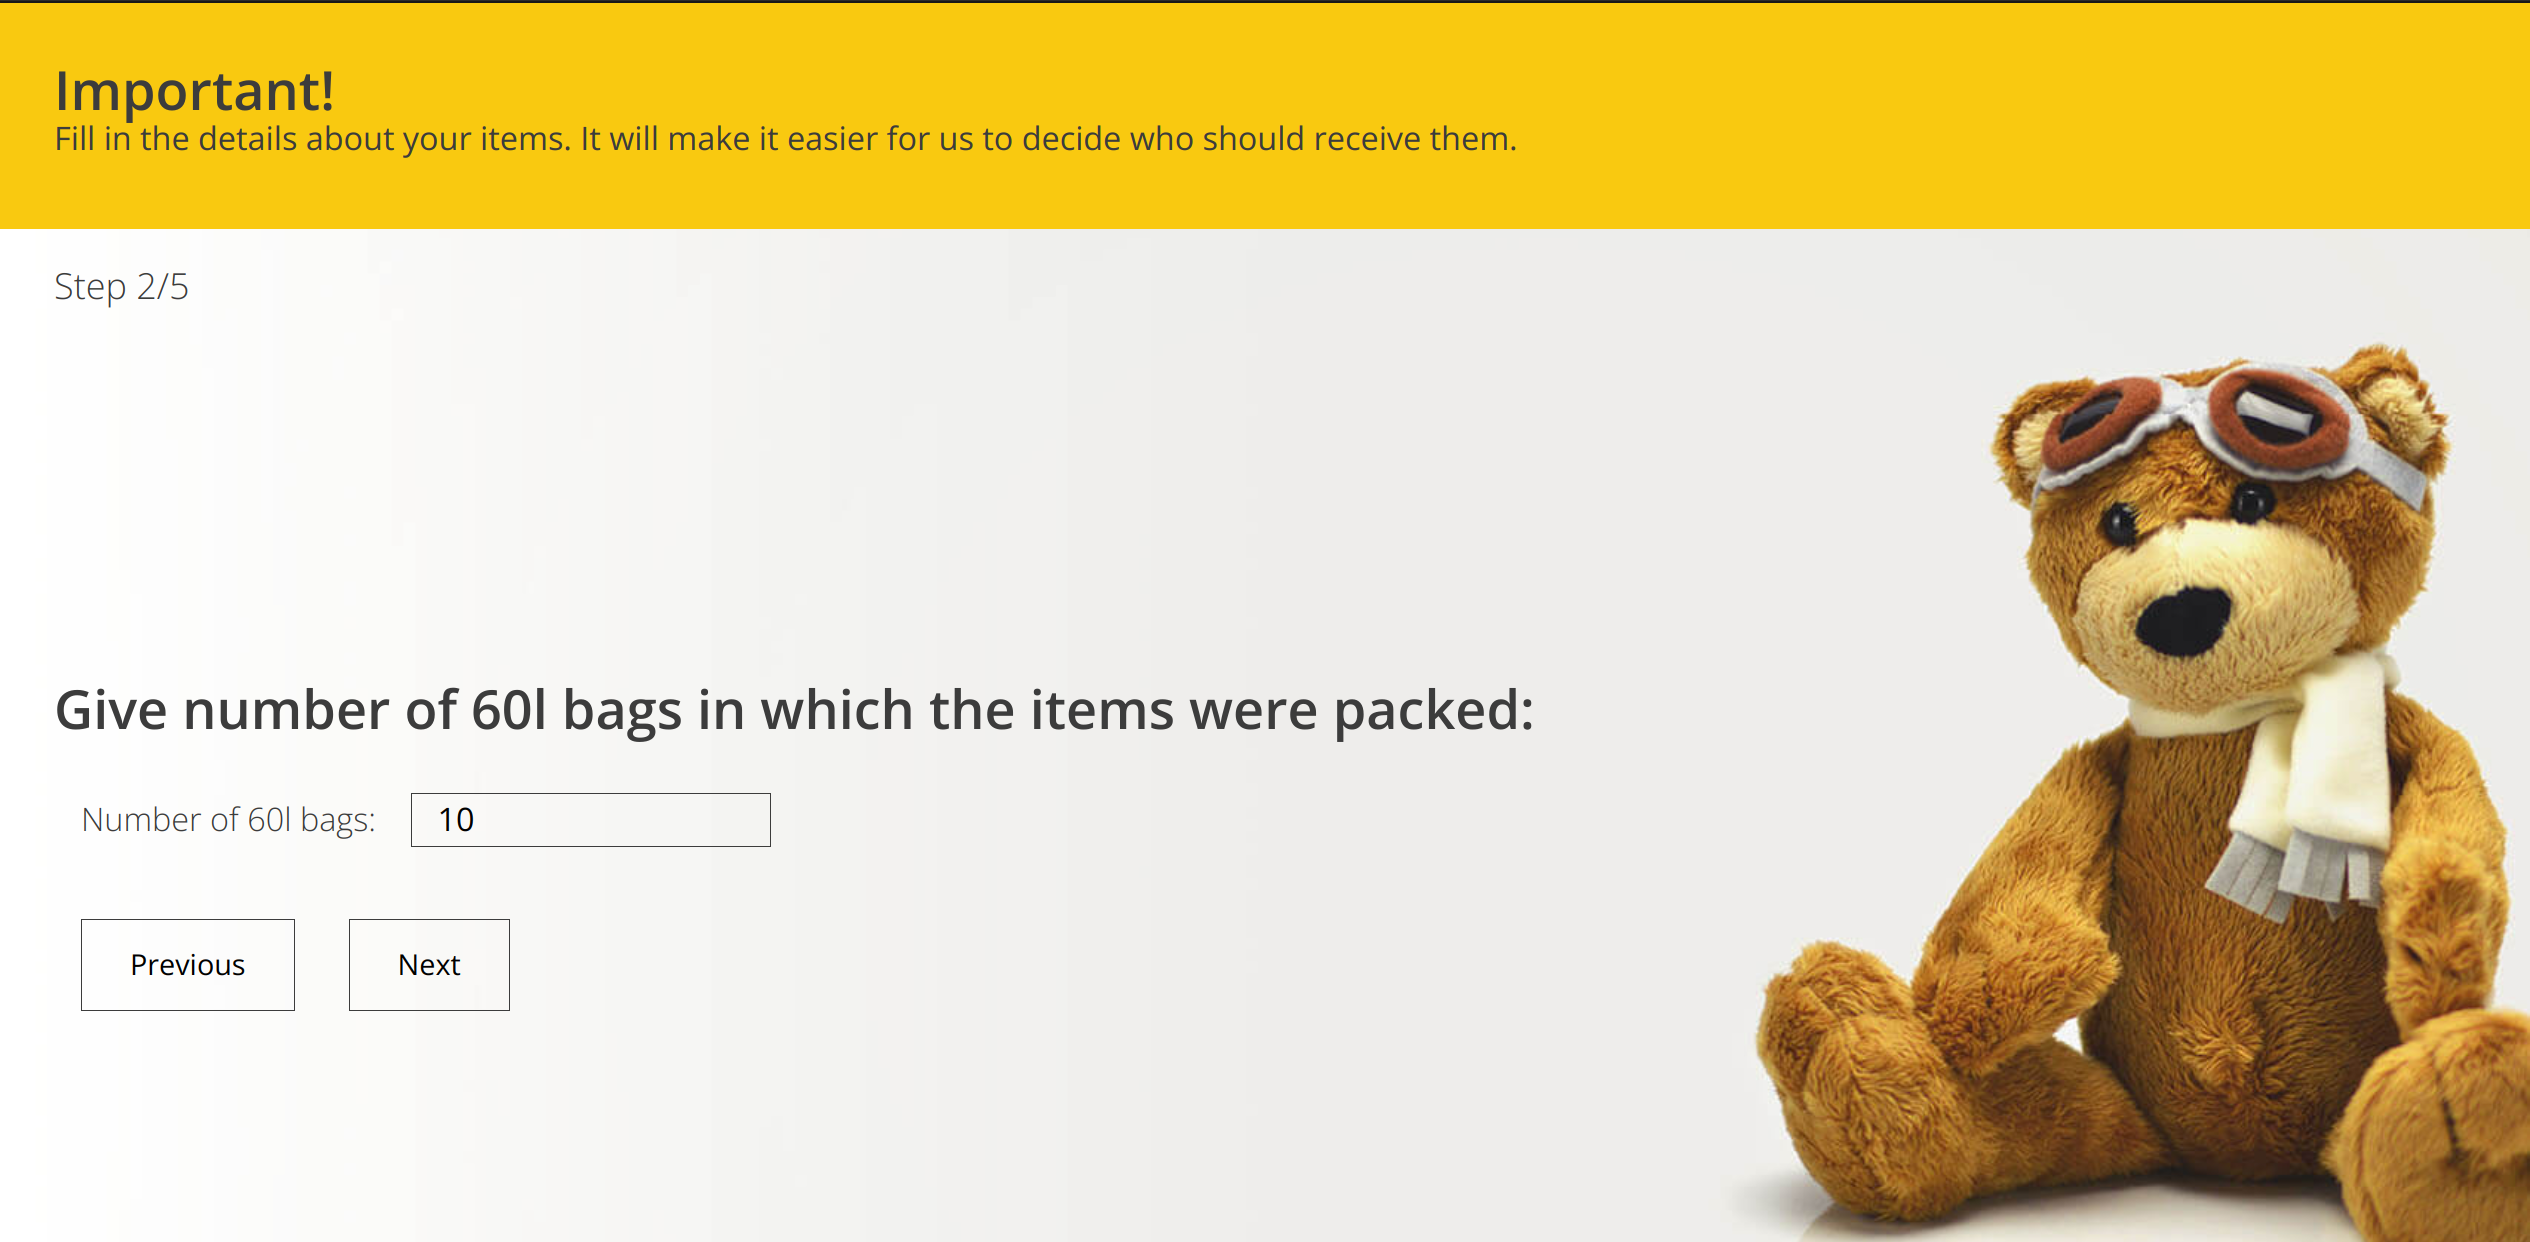 Important!
Fill in the details about your items. It will make it easier for us to decide who should receive them.
Step 2/5
Give number of 60l bags in which the items were packed:
Number of 60l bags: 10
Previous Next